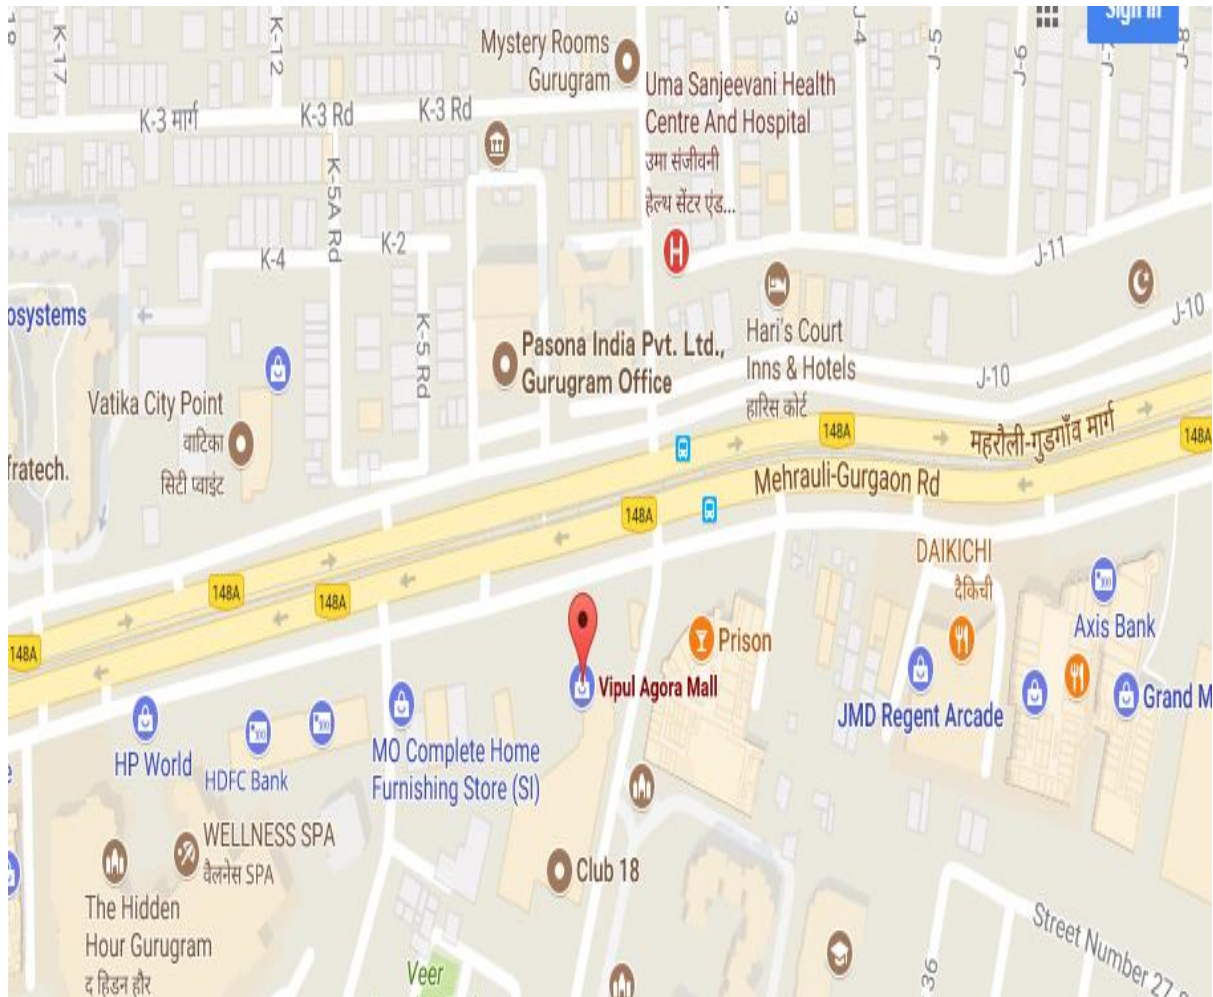 Sign in
K-17
K-12
J-4
J-5
J-6
J-8
Mystery Rooms
Gurugram
Uma Sanjeevani Health
Centre And Hospital
उमा संजीवनी
हेल्थ सेंटर एंड...
K-3 मार्ग
K-3 Rd
K-3 Rd
K-5A Rd
K-2
K-4
J-11
J-10
osystems
K-5 Rd
Pasona India Pvt. Ltd.,
Gurugram Office
Hari's Court
Inns & Hotels
हारिस कोर्ट
J-10
Vatika City Point
वाटिका
सिटी प्वाइंट
148A
महरौली-गुडगाँव मार्ग
148A
fratech.
Mehrauli-Gurgaon Rd
148A
DAIKICHI
दैकिची
148A
148A
148A
Axis Bank
Prison
Vipul Agora Mall
JMD Regent Arcade
Grand M
HP World
HDFC Bank
MO Complete Home
Furnishing Store (SI)
WELLNESS SPA
वैलनेस SPA
Club 18
The Hidden
Hour Gurugram
द हिडन हौर
Veer
36
Street Number 27